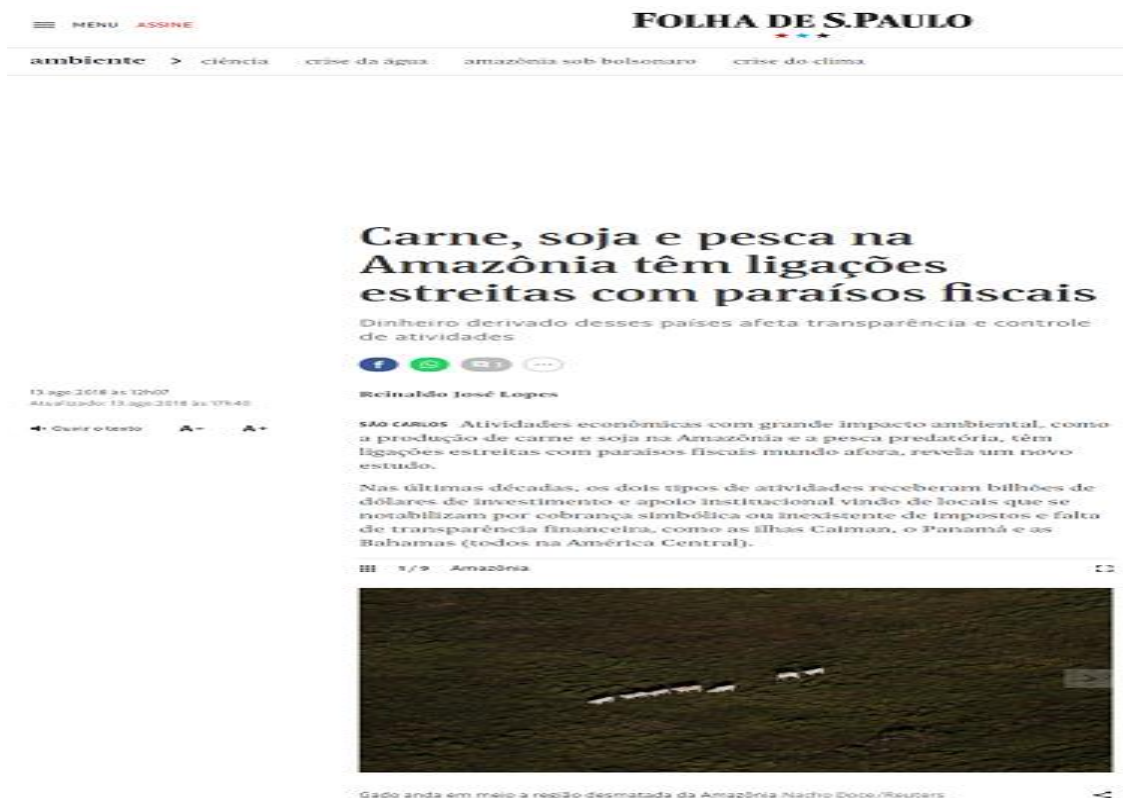 MENU ASSINE
FOLHA DE S.PAULO
ambiente > ciência crise da água amazônia sob bolsonaro crise do clima
Carne, soja e pesca na
Amazônia têm ligações
estreitas com paraísos fiscais
Dinheiro derivado desses países afeta transparência e controle
de atividades
13.ago.2018 às 12h07
Atualizado: 13.ago.2018 às 17h40
Ouvir o texto A- A+
Reinaldo José Lopes
SÃO CARLOS Atividades econômicas com grande impacto ambiental, como
a produção de carne e soja na Amazônia e a pesca predatória, têm
ligações estreitas com paraísos fiscais mundo afora, revela um novo
estudo.
Nas últimas décadas, os dois tipos de atividades receberam bilhões de
dólares de investimento e apoio institucional vindo de locais que se
notabilizam por cobrança simbólica ou inexistente de impostos e falta
de transparência financeira, como as ilhas Caiman, o Panamá e as
Bahamas (todos na América Central).
1/9 Amazônia
Gado anda em meio a região desmatada da Amazônia Nacho Doce/Reuters